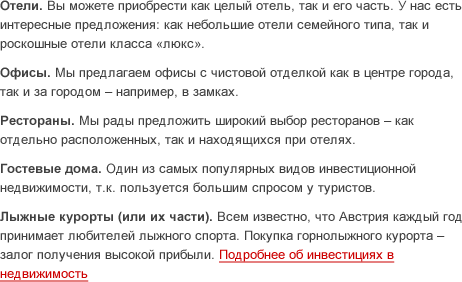 Отели. Вы можете приобрести как целый отель, так и его часть. У нас есть
интересные предложения: как небольшие отели семейного типа, так и
роскошные отели класса «люкс».
Офисы. Мы предлагаем офисы с чистовой отделкой как в центре города,
так и за городом – например, в замках.
Рестораны. Мы рады предложить широкий выбор ресторанов – как
отдельно расположенных, так и находящихся при отелях.
Гостевые дома. Один из самых популярных видов инвестиционной
недвижимости, т.к. пользуется большим спросом у туристов.
Лыжные курорты (или их части). Всем известно, что Австрия каждый год
принимает любителей лыжного спорта. Покупка горнолыжного курорта –
залог получения высокой прибыли. Подробнее об инвестициях в
недвижимость